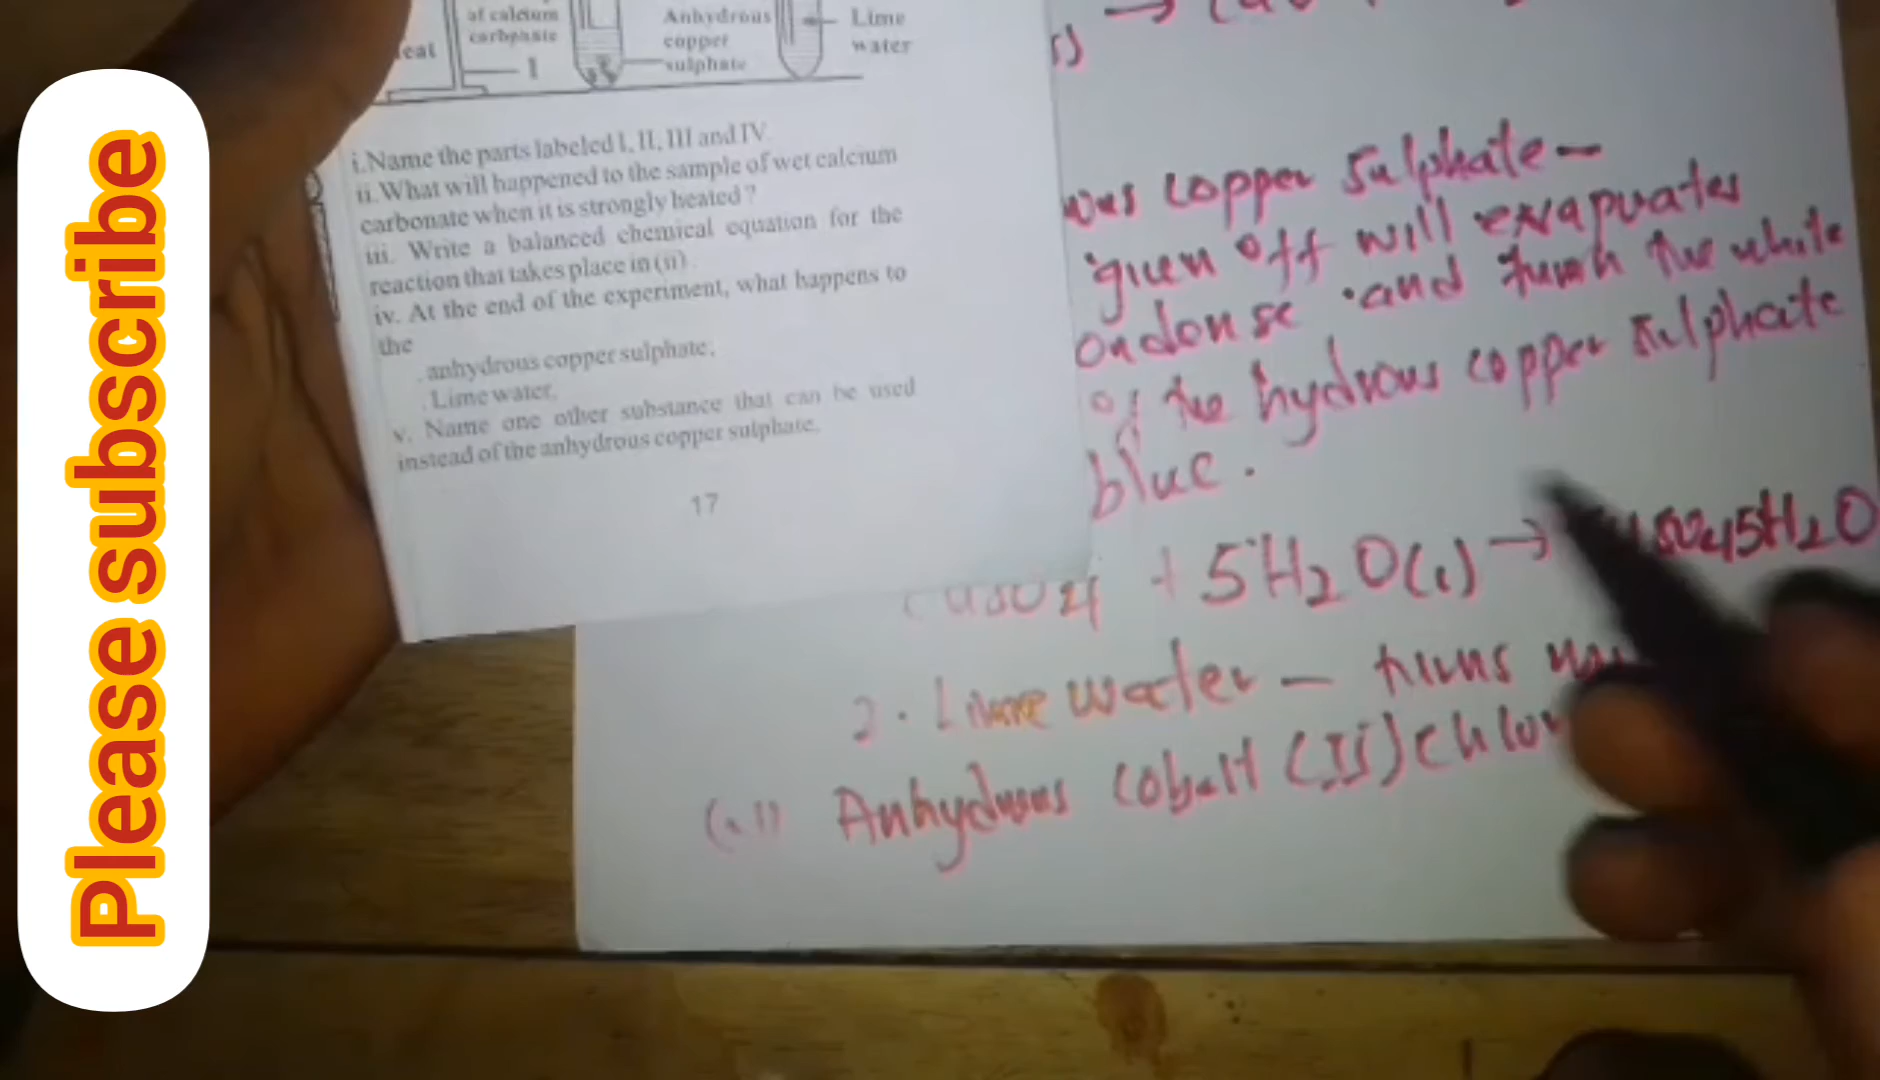 Please subscribe
of calcium
carbonate
eat
I
Anhydrous
copper
sulphate
Lime
water
i.Name the parts labeled I, II, III and IV.
ii. What will happened to the sample of wet calcium
carbonate when it is strongly heated ?
iii. Write a balanced chemical equation for the
reaction that takes place in (ii) .
iv. At the end of the experiment, what happens to
the
. anhydrous copper sulphate;
. Lime water.
v. Name one other substance that can be used
instead of the anhydrous copper sulphate.
17
s) →
copper sulphate -
given off will evapuates
ondense and turn the white
of the hydrous copper sulphate
blue .
CuSO4 + 5H2O(l) → SO45H2O
2. Lime water - turns
Anhydrous cobalt (II) Chlor